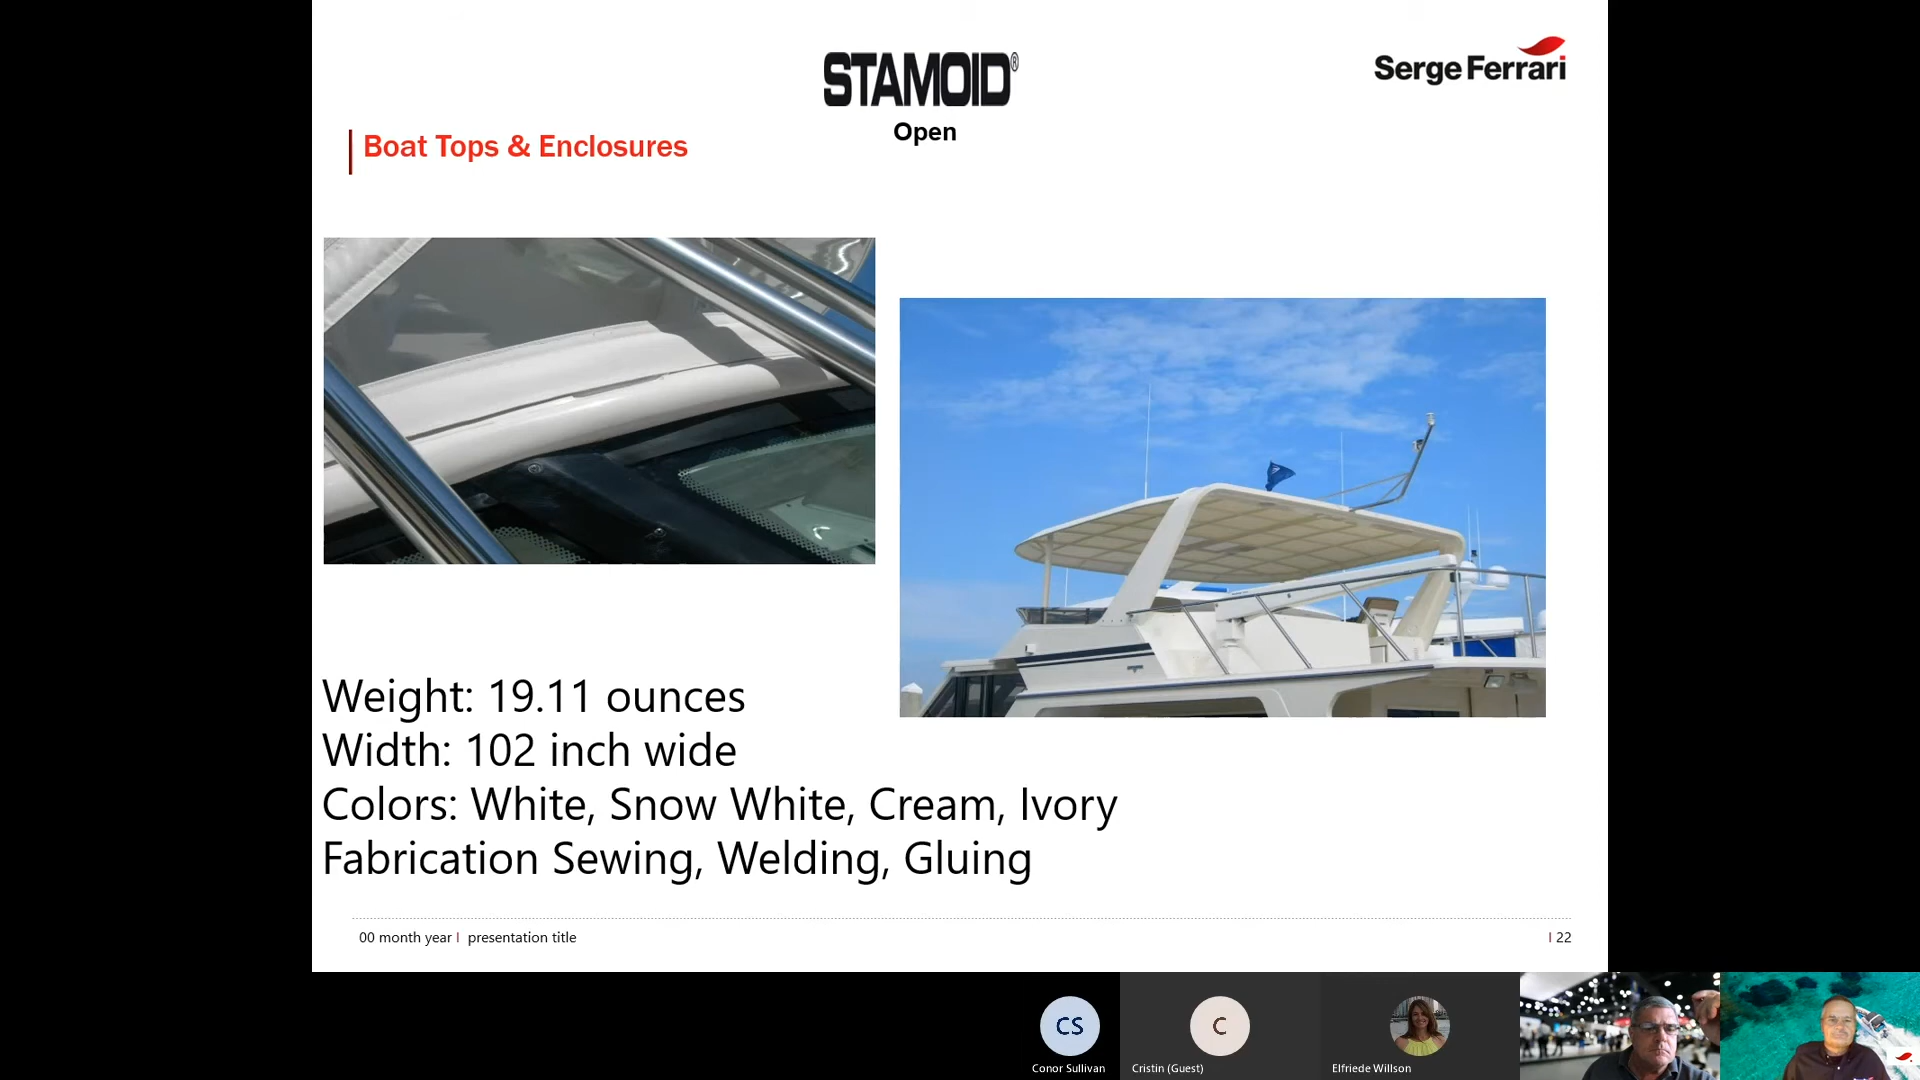 STAMOID®
Open
Serge Ferrari
Boat Tops & Enclosures
Weight: 19.11 ounces
Width: 102 inch wide
Colors: White, Snow White, Cream, Ivory
Fabrication Sewing, Welding, Gluing
00 month year | presentation title
| 22
CS
Conor Sullivan
C
Cristin (Guest)
Elfriede Willson